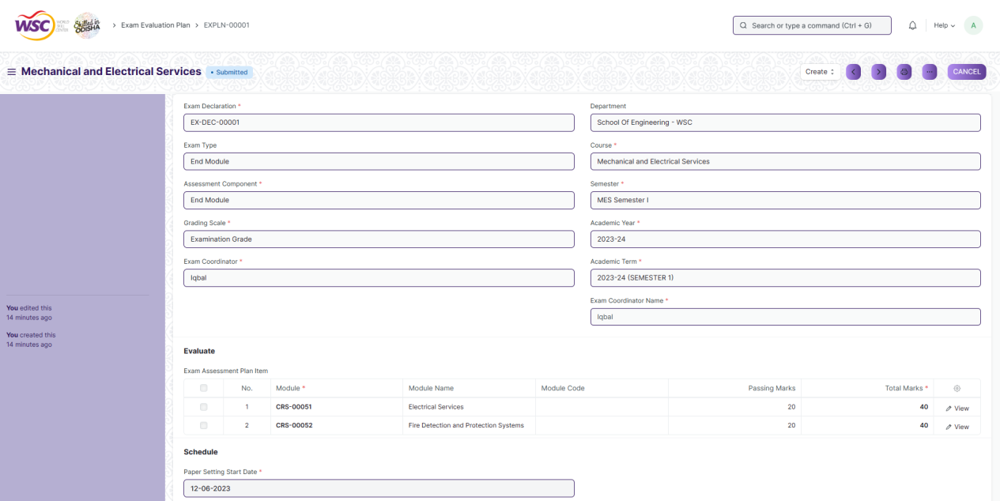 WSC WORLD SKILL CENTER Skilled in ODISHA > Exam Evaluation Plan > EXPLN-00001 Search or type a command (Ctrl + G) Help A
Mechanical and Electrical Services • Submitted Create < > ... CANCEL
Exam Declaration * Department
EX-DEC-00001 School Of Engineering - WSC
Exam Type Course *
End Module Mechanical and Electrical Services
Assessment Component * Semester *
End Module MES Semester I
Grading Scale * Academic Year *
Examination Grade 2023-24
Exam Coordinator * Academic Term *
Iqbal 2023-24 (SEMESTER 1)
Exam Coordinator Name *
Iqbal
You edited this
14 minutes ago
You created this
14 minutes ago
Evaluate
Exam Assessment Plan Item
No. Module * Module Name Module Code Passing Marks Total Marks *
1 CRS-00051 Electrical Services 20 40 View
2 CRS-00052 Fire Detection and Protection Systems 20 40 View
Schedule
Paper Setting Start Date *
12-06-2023